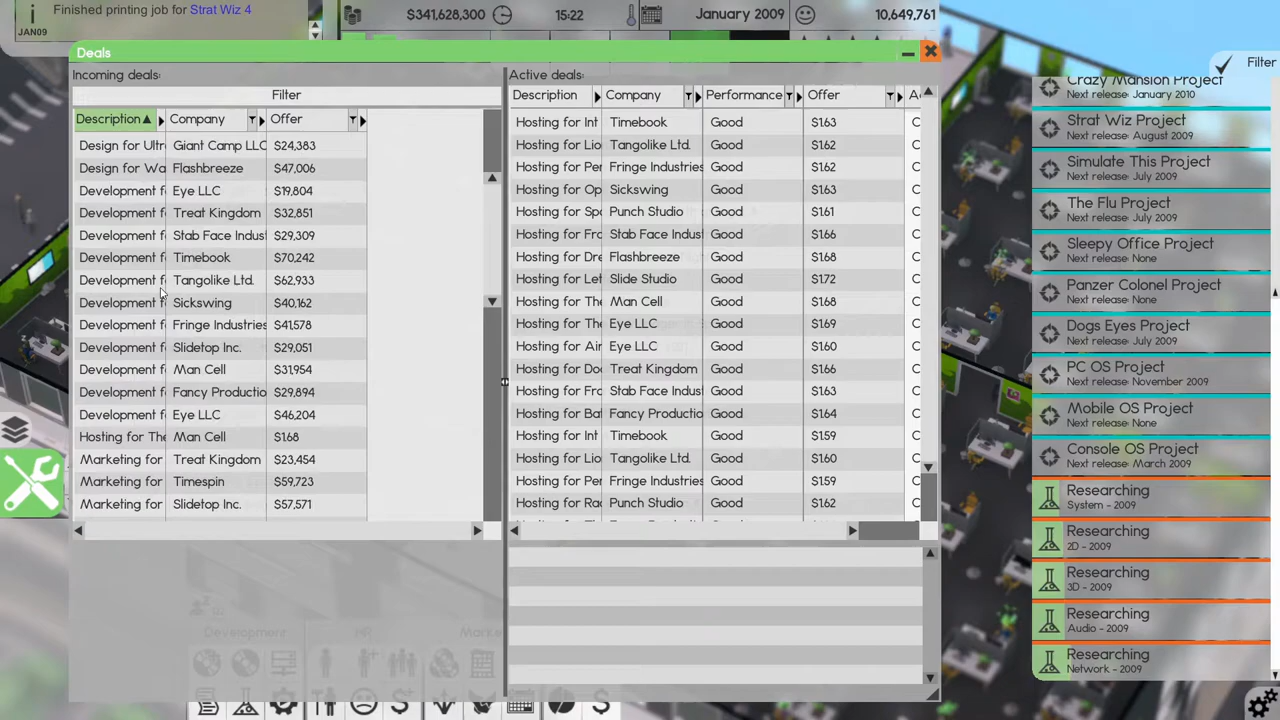 Finished printing job for Strat Wiz 4
JAN09
$341,628,300
15:22
January 2009
10,649,761
Deals
Incoming deals:
Filter
Description Company Offer
Design for Ultr Giant Camp LLC $24,383
Design for Wa Flashbreeze $47,006
Development f Eye LLC $19,804
Development f Treat Kingdom $32,851
Development f Stab Face Indust $29,309
Development f Timebook $70,242
Development f Tangolike Ltd. $62,933
Development f Sickswing $40,162
Development f Fringe Industries $41,578
Development f Slidetop Inc. $29,051
Development f Man Cell $31,954
Development f Fancy Productio $29,894
Development f Eye LLC $46,204
Hosting for The Man Cell $168
Marketing for Treat Kingdom $23,454
Marketing for Timespin $59,723
Marketing for Slidetop Inc. $57,571
Active deals:
Description Company Performance Offer A
Hosting for Int Timebook Good $163 C
Hosting for Lio Tangolike Ltd. Good $162 C
Hosting for Per Fringe Industries Good $162 C
Hosting for Op Sickswing Good $163 C
Hosting for Spo Punch Studio Good $161 C
Hosting for Fro Stab Face Indust Good $166 C
Hosting for Dre Flashbreeze Good $168 C
Hosting for Let Slide Studio Good $172 C
Hosting for The Man Cell Good $168 C
Hosting for The Eye LLC Good $169 C
Hosting for Air Eye LLC Good $160 C
Hosting for Do Treat Kingdom Good $166 C
Hosting for Fro Stab Face Indust Good $163 C
Hosting for Bat Fancy Productio Good $164 C
Hosting for Int Timebook Good $159 C
Hosting for Lio Tangolike Ltd. Good $160 C
Hosting for Per Fringe Industries Good $159 C
Hosting for Rac Punch Studio Good $162 C
Development HR Marke
Filter
Crazy Mansion Project
Next release: January 2010
Strat Wiz Project
Next release: August 2009
Simulate This Project
Next release: July 2009
The Flu Project
Next release: July 2009
Sleepy Office Project
Next release: None
Panzer Colonel Project
Next release: None
Dogs Eyes Project
Next release: July 2009
PC OS Project
Next release: November 2009
Mobile OS Project
Next release: None
Console OS Project
Next release: March 2009
Researching
System - 2009
Researching
2D - 2009
Researching
3D - 2009
Researching
Audio - 2009
Researching
Network - 2009